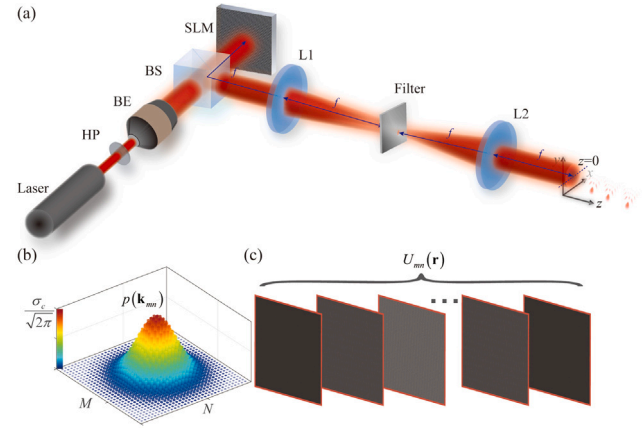 (a)
SLM
BS
L1
BE
f
Filter
HP
f
f
L2
Laser
f
z=0
y
x
z
(b)
(c)
p(k_mn)
U_mn(r)
σ_c
√2π
M
N